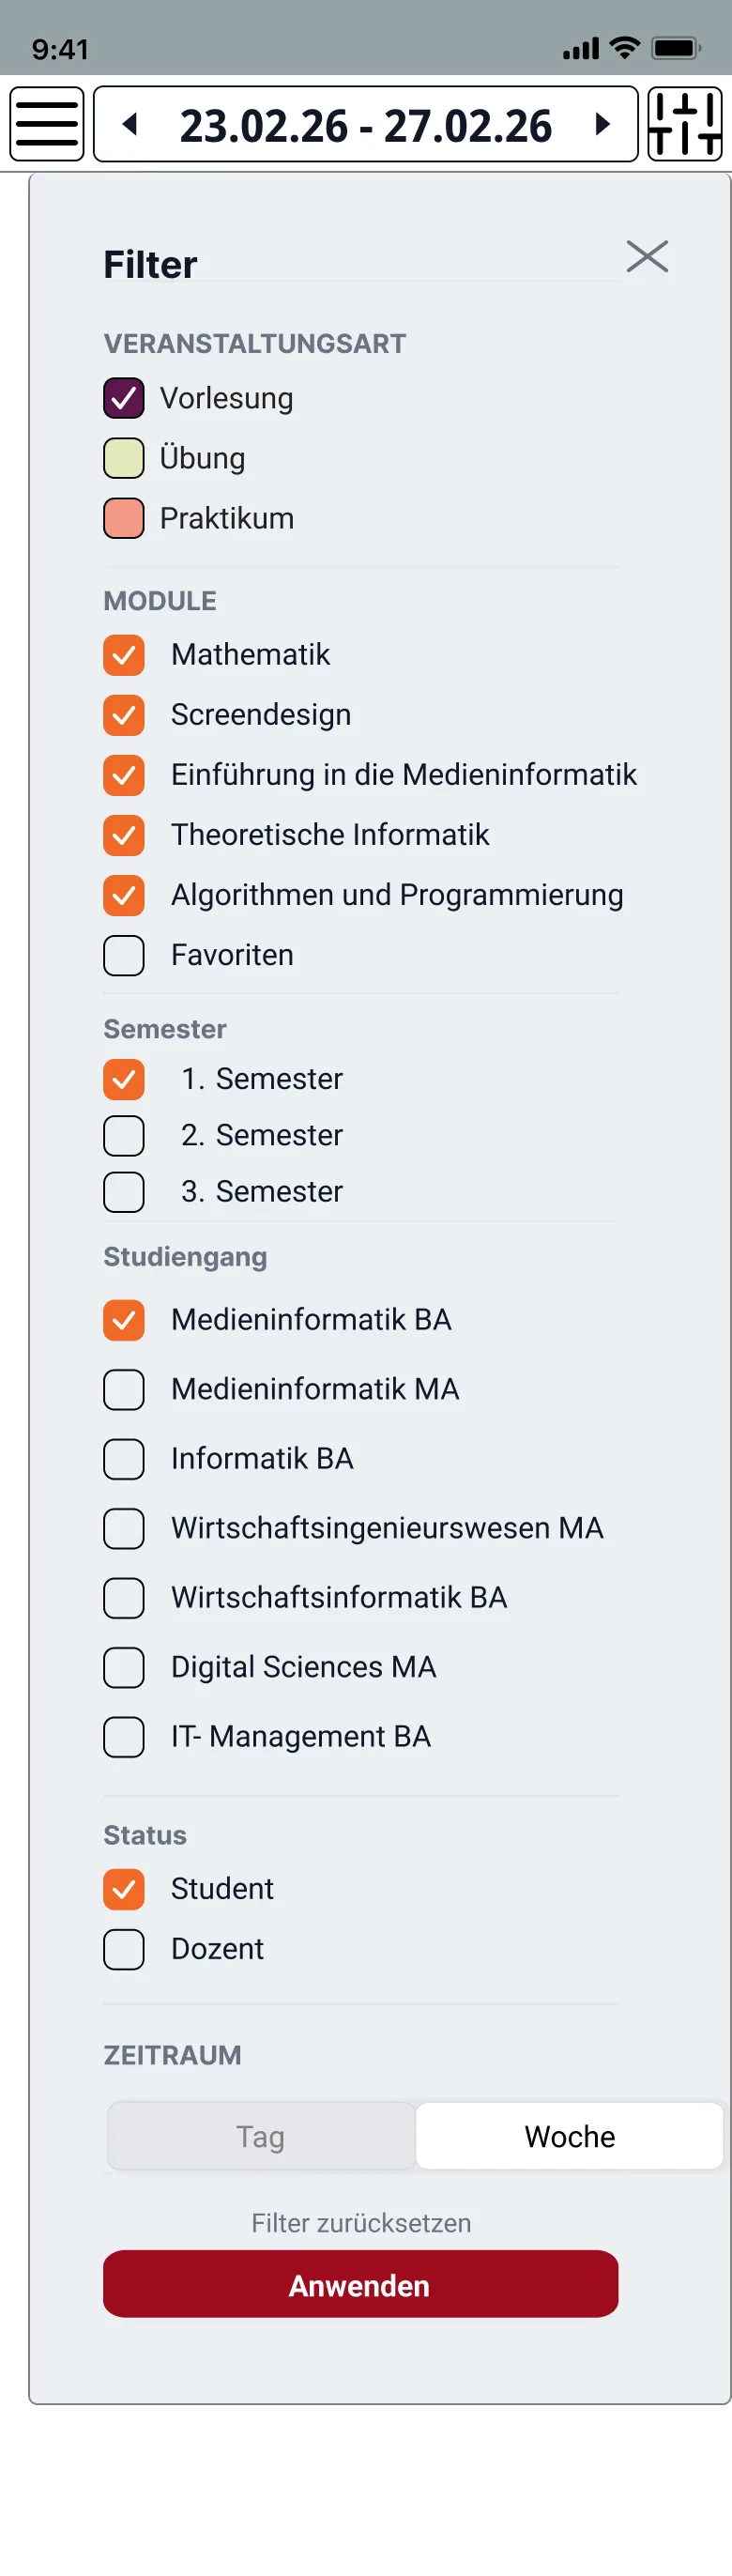 9:41
23.02.26 - 27.02.26
Filter
VERANSTALTUNGSART
Vorlesung
Übung
Praktikum
MODULE
Mathematik
Screendesign
Einführung in die Medieninformatik
Theoretische Informatik
Algorithmen und Programmierung
Favoriten
Semester
1. Semester
2. Semester
3. Semester
Studiengang
Medieninformatik BA
Medieninformatik MA
Informatik BA
Wirtschaftsingenieurswesen MA
Wirtschaftsinformatik BA
Digital Sciences MA
IT- Management BA
Status
Student
Dozent
ZEITRAUM
Tag Woche
Filter zurücksetzen
Anwenden